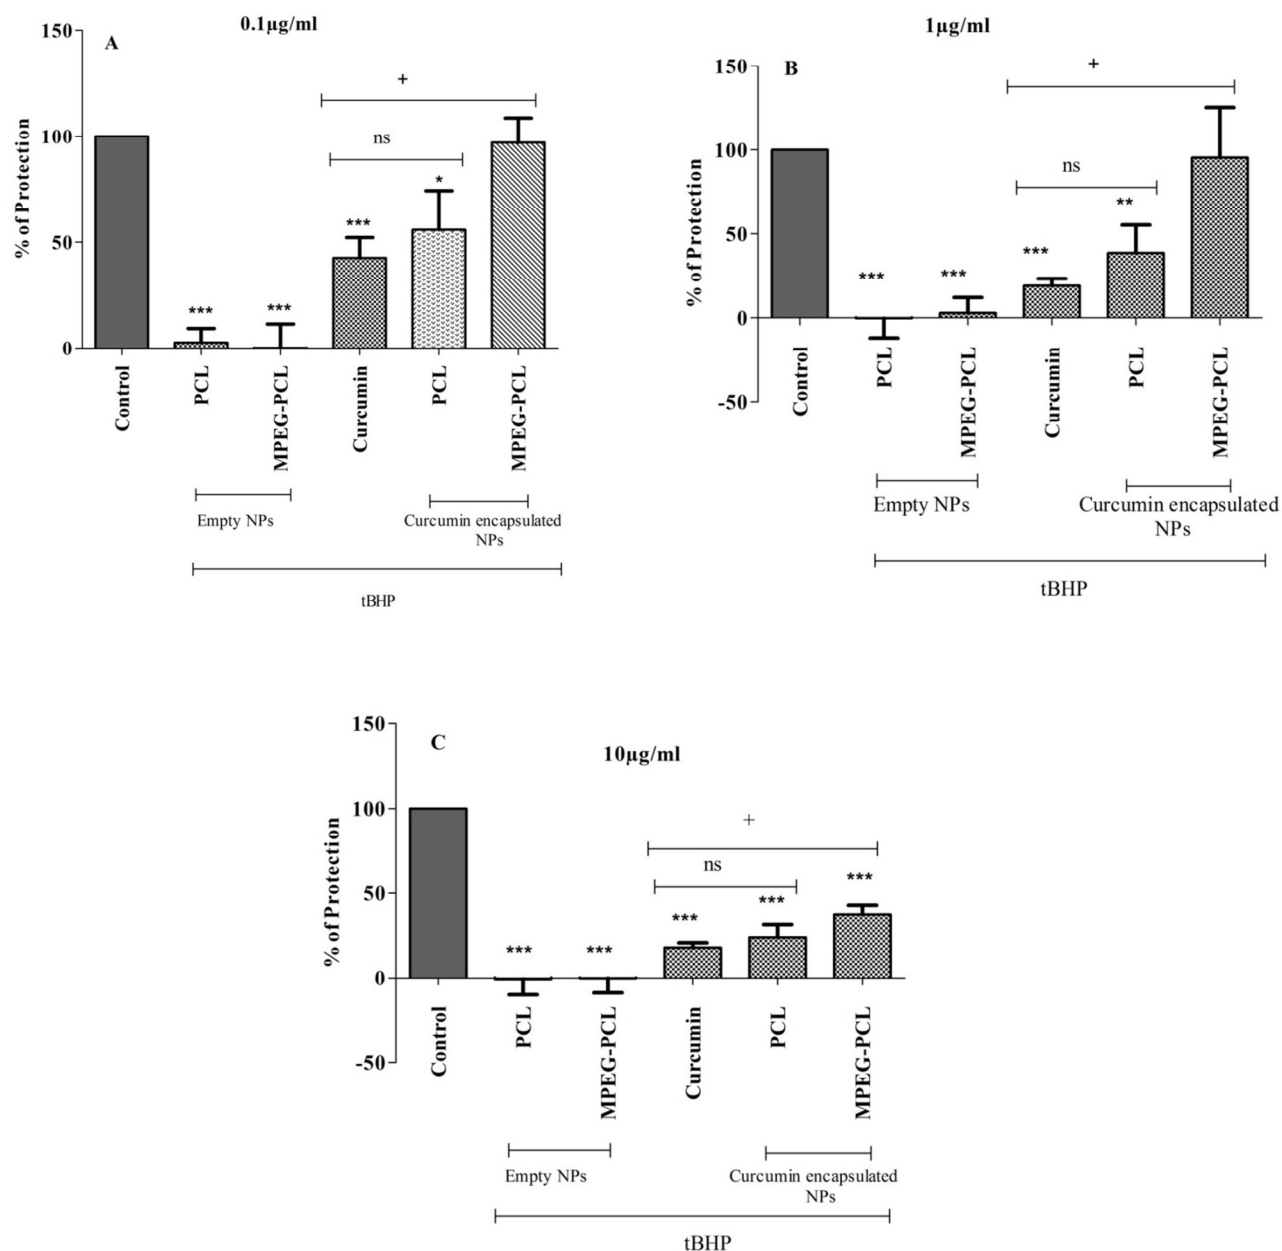 0.1µg/ml
A
% of Protection
150
100
50
0
+
ns
***
***
***
*
Control
PCL
MPEG-PCL
Curcumin
PCL
MPEG-PCL
Empty NPs
Curcumin encapsulated
NPs
tBHP
1µg/ml
B
% of Protection
150
100
50
0
-50
+
ns
***
***
***
**
Control
PCL
MPEG-PCL
Curcumin
PCL
MPEG-PCL
Empty NPs
Curcumin encapsulated
NPs
tBHP
C
10µg/ml
% of Protection
150
100
50
0
-50
+
ns
***
***
***
***
***
Control
PCL
MPEG-PCL
Curcumin
PCL
MPEG-PCL
Empty NPs
Curcumin encapsulated
NPs
tBHP